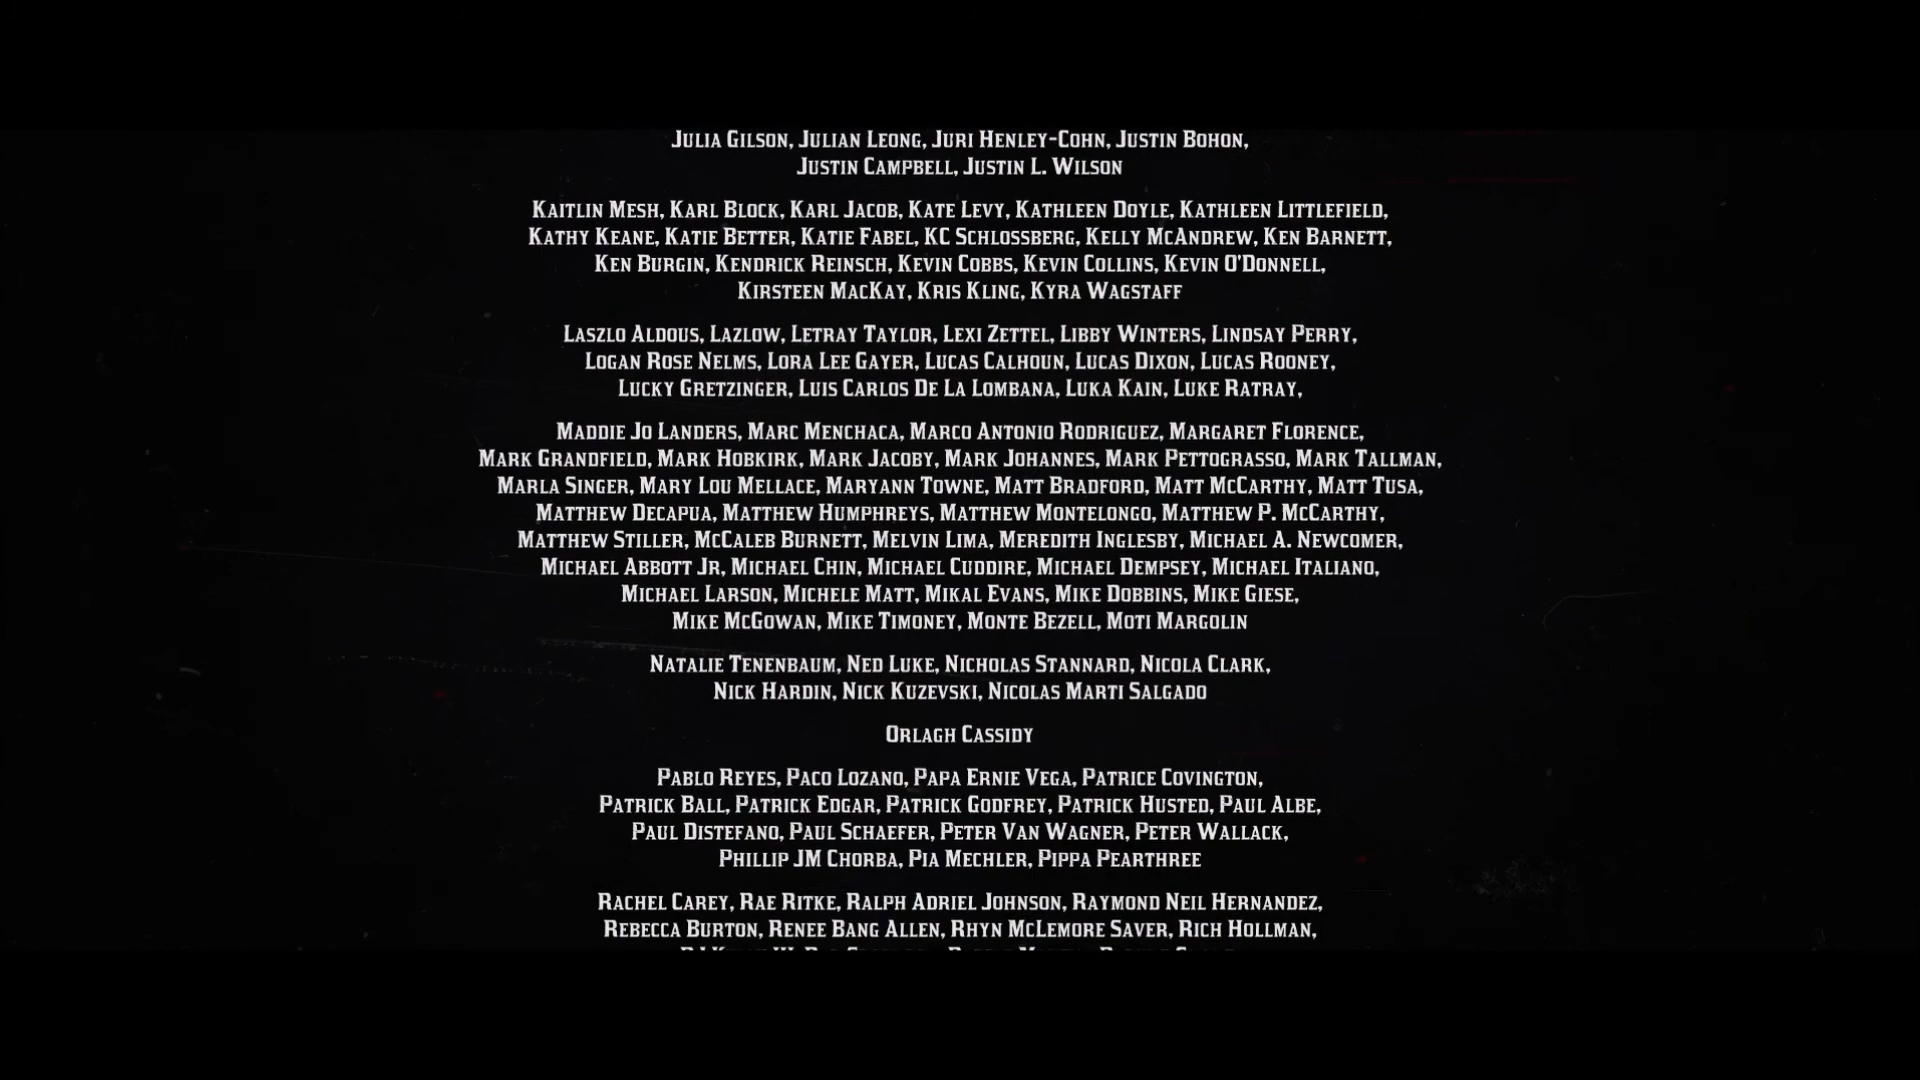 Julia Gilson, Julian Leong, Juri Henley-Cohn, Justin Bohon,
Justin Campbell, Justin L. Wilson
Kaitlin Mesh, Karl Block, Karl Jacob, Kate Levy, Kathleen Doyle, Kathleen Littlefield,
Kathy Keane, Katie Better, Katie Fabel, KC Schlossberg, Kelly McAndrew, Ken Barnett,
Ken Burgin, Kendrick Reinsch, Kevin Cobbs, Kevin Collins, Kevin O'Donnell,
Kirsteen MacKay, Kris Kling, Kyra Wagstaff
Laszlo Aldous, Lazlow, Letray Taylor, Lexi Zettel, Libby Winters, Lindsay Perry,
Logan Rose Nelms, Lora Lee Gayer, Lucas Calhoun, Lucas Dixon, Lucas Rooney,
Lucky Gretzinger, Luis Carlos De La Lombana, Luka Kain, Luke Ratray,
Maddie Jo Landers, Marc Menchaca, Marco Antonio Rodriguez, Margaret Florence,
Mark Grandfield, Mark Hobkirk, Mark Jacoby, Mark Johannes, Mark Pettograsso, Mark Tallman,
Marla Singer, Mary Lou Mellace, Maryann Towne, Matt Bradford, Matt McCarthy, Matt Tusa,
Matthew Decapua, Matthew Humphreys, Matthew Montelongo, Matthew P. McCarthy,
Matthew Stiller, McCaleb Burnett, Melvin Lima, Meredith Inglesby, Michael A. Newcomer,
Michael Abbott Jr, Michael Chin, Michael Cuddire, Michael Dempsey, Michael Italiano,
Michael Larson, Michele Matt, Mikal Evans, Mike Dobbins, Mike Giese,
Mike McGowan, Mike Timoney, Monte Bezell, Moti Margolin
Natalie Tenenbaum, Ned Luke, Nicholas Stannard, Nicola Clark,
Nick Hardin, Nick Kuzevski, Nicolas Marti Salgado
Orlagh Cassidy
Pablo Reyes, Paco Lozano, Papa Ernie Vega, Patrice Covington,
Patrick Ball, Patrick Edgar, Patrick Godfrey, Patrick Husted, Paul Albe,
Paul Distefano, Paul Schaefer, Peter Van Wagner, Peter Wallack,
Phillip JM Chorba, Pia Mechler, Pippa Pearthree
Rachel Carey, Rae Ritke, Ralph Adriel Johnson, Raymond Neil Hernandez,
Rebecca Burton, Renee Bang Allen, Rhyn McLemore Saver, Rich Hollman,